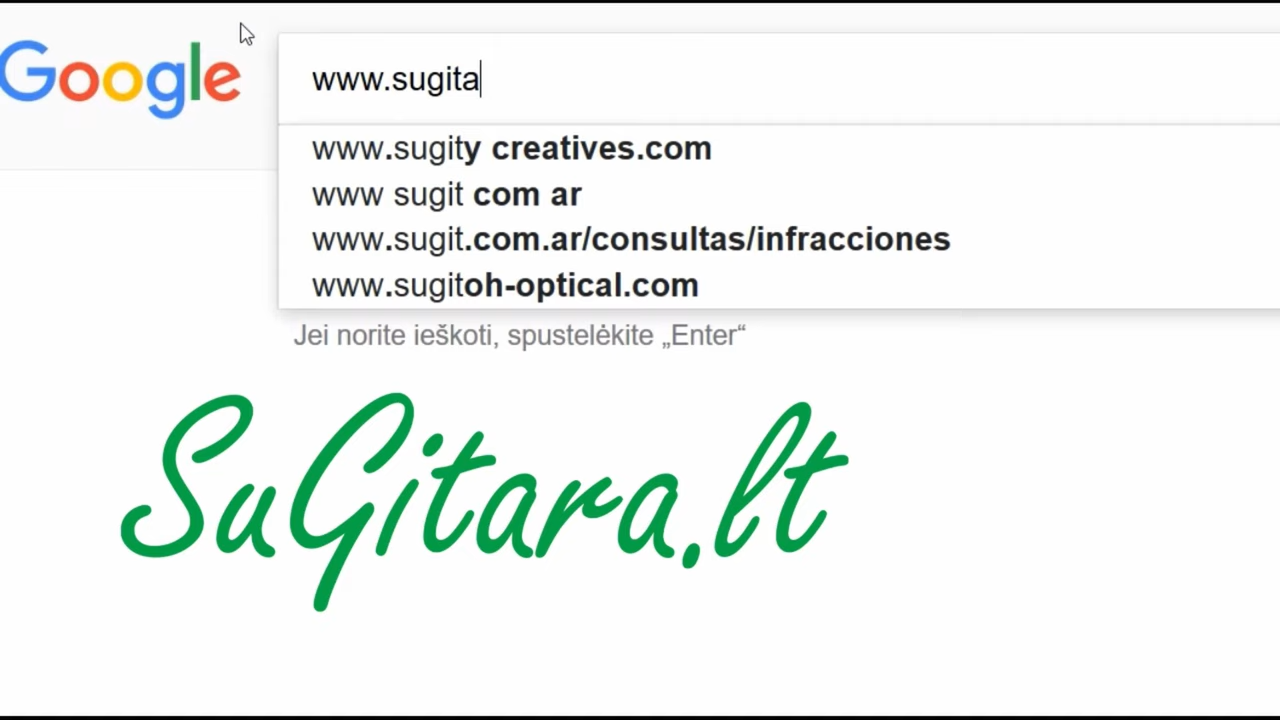 Google
www.sugita
www.sugity creatives.com
www sugit com ar
www.sugit.com.ar/consultas/infracciones
www.sugitoh-optical.com
Jei norite ieškoti, spustelėkite „Enter“
SuGitara.lt